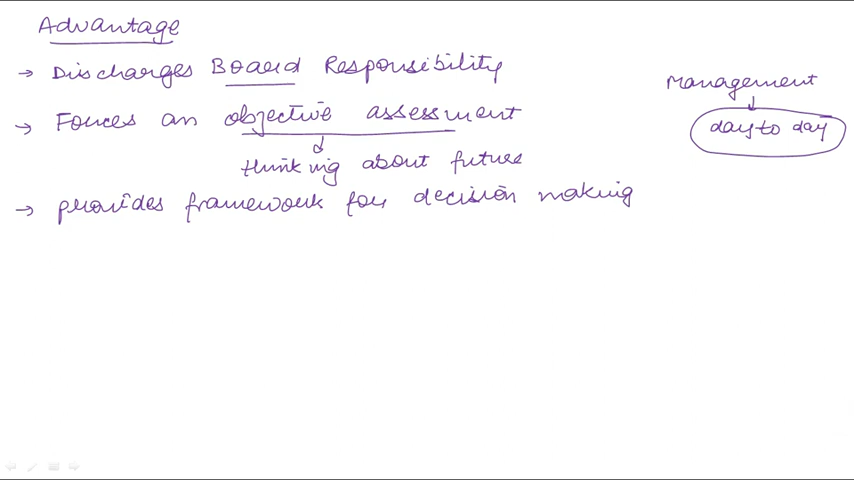 Advantage
→ Discharges Board Responsibility
→ Forces an objective assessment
thinking about future
→ provides framework for decision making
Management
day to day